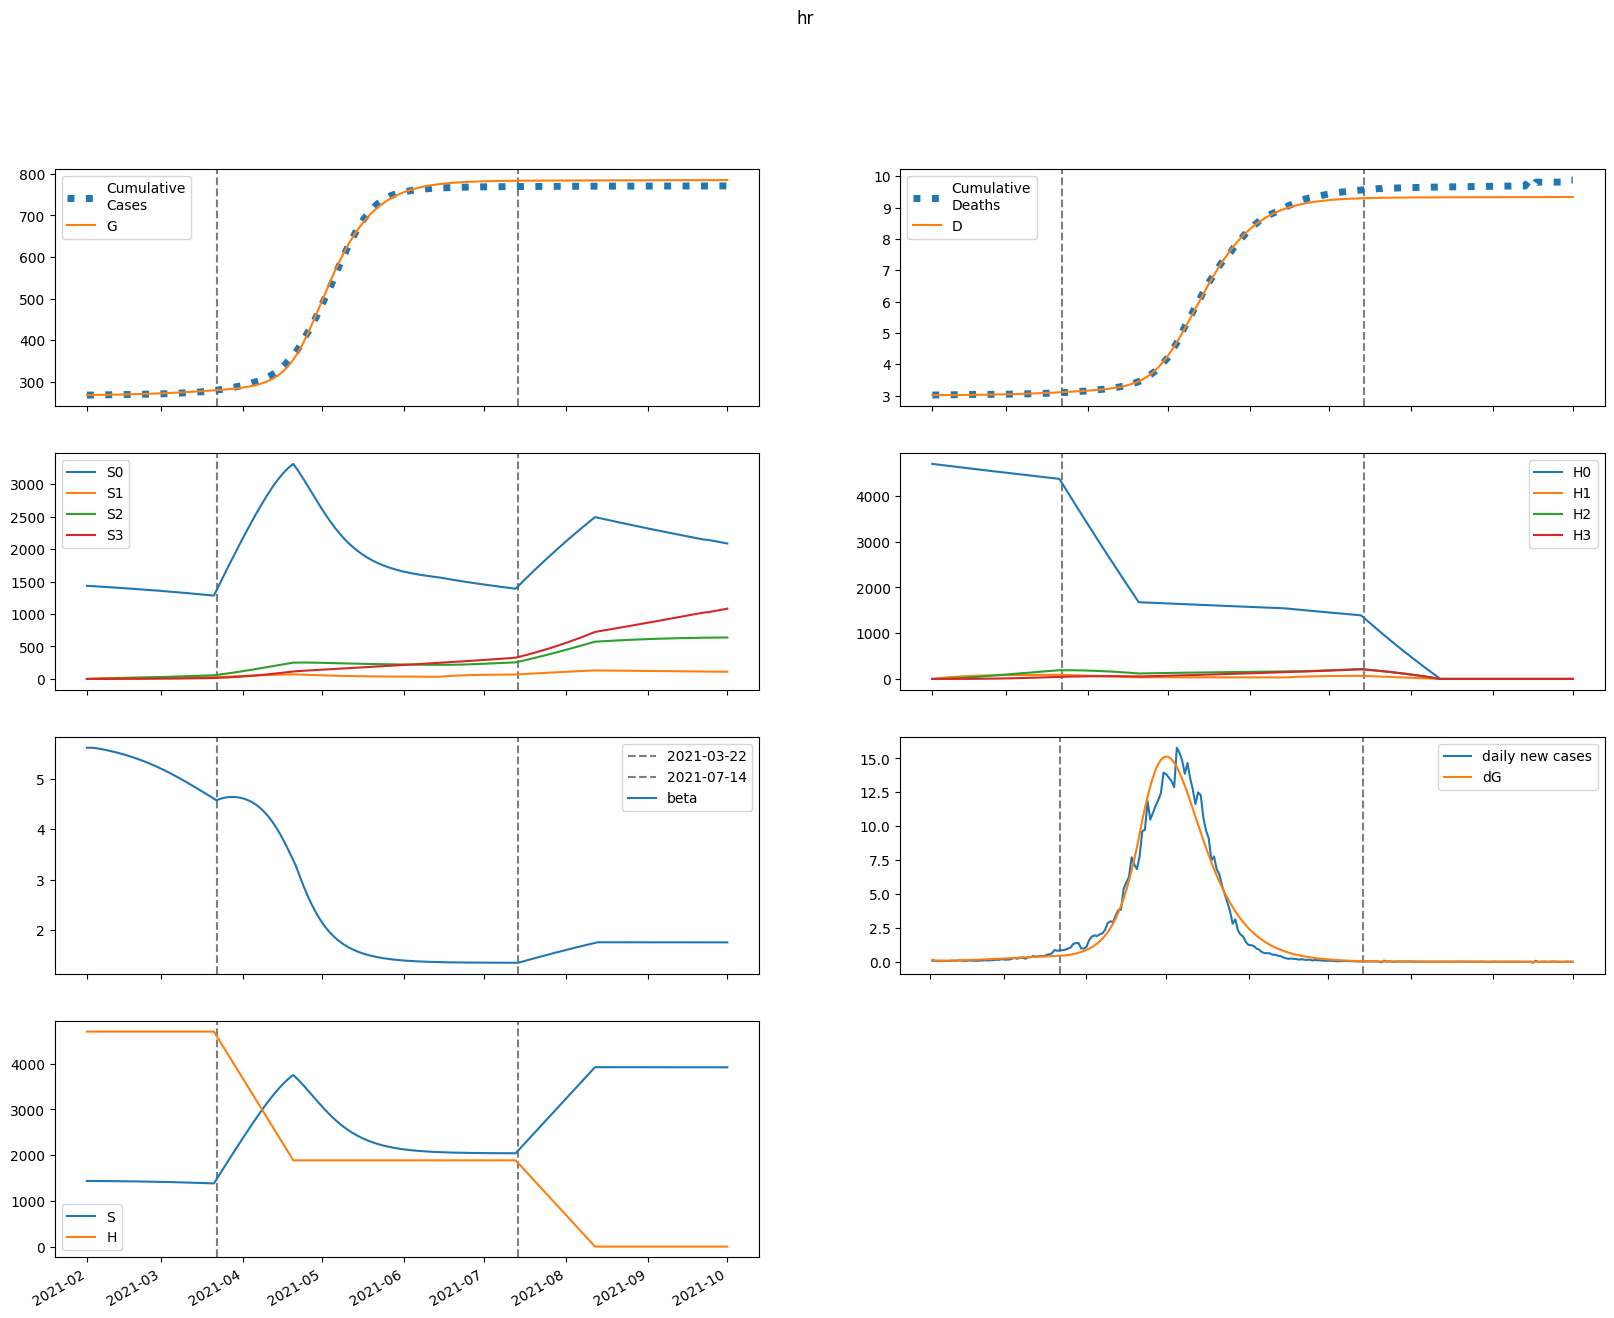 hr
800
700
600
500
400
300
Cumulative
Cases
G
10
9
8
7
6
5
4
3
Cumulative
Deaths
D
3000
2500
2000
1500
1000
500
0
S0
S1
S2
S3
4000
3000
2000
1000
0
H0
H1
H2
H3
5
4
3
2
2021-03-22
2021-07-14
beta
15.0
12.5
10.0
7.5
5.0
2.5
0.0
daily new cases
dG
4000
3000
2000
1000
0
S
H
2021-02
2021-03
2021-04
2021-05
2021-06
2021-07
2021-08
2021-09
2021-10